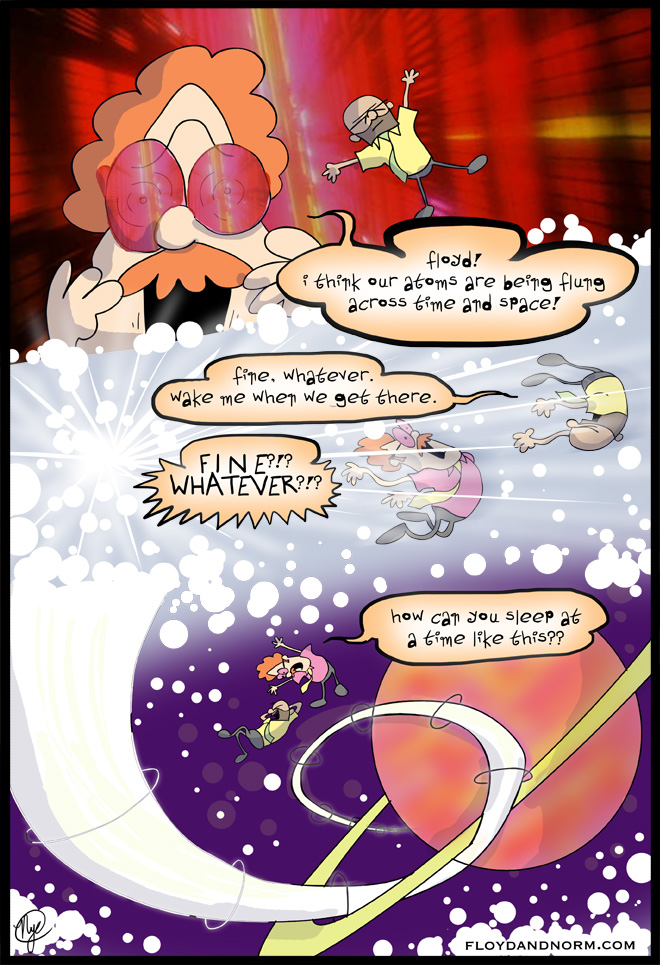 floyd!
i think our atoms are being flung
across time and space!
fine, whatever.
wake me when we get there.
FINE?!?
WHATEVER?!?
how can you sleep at
a time like this??
Nye
FLOYDANDNORM.COM